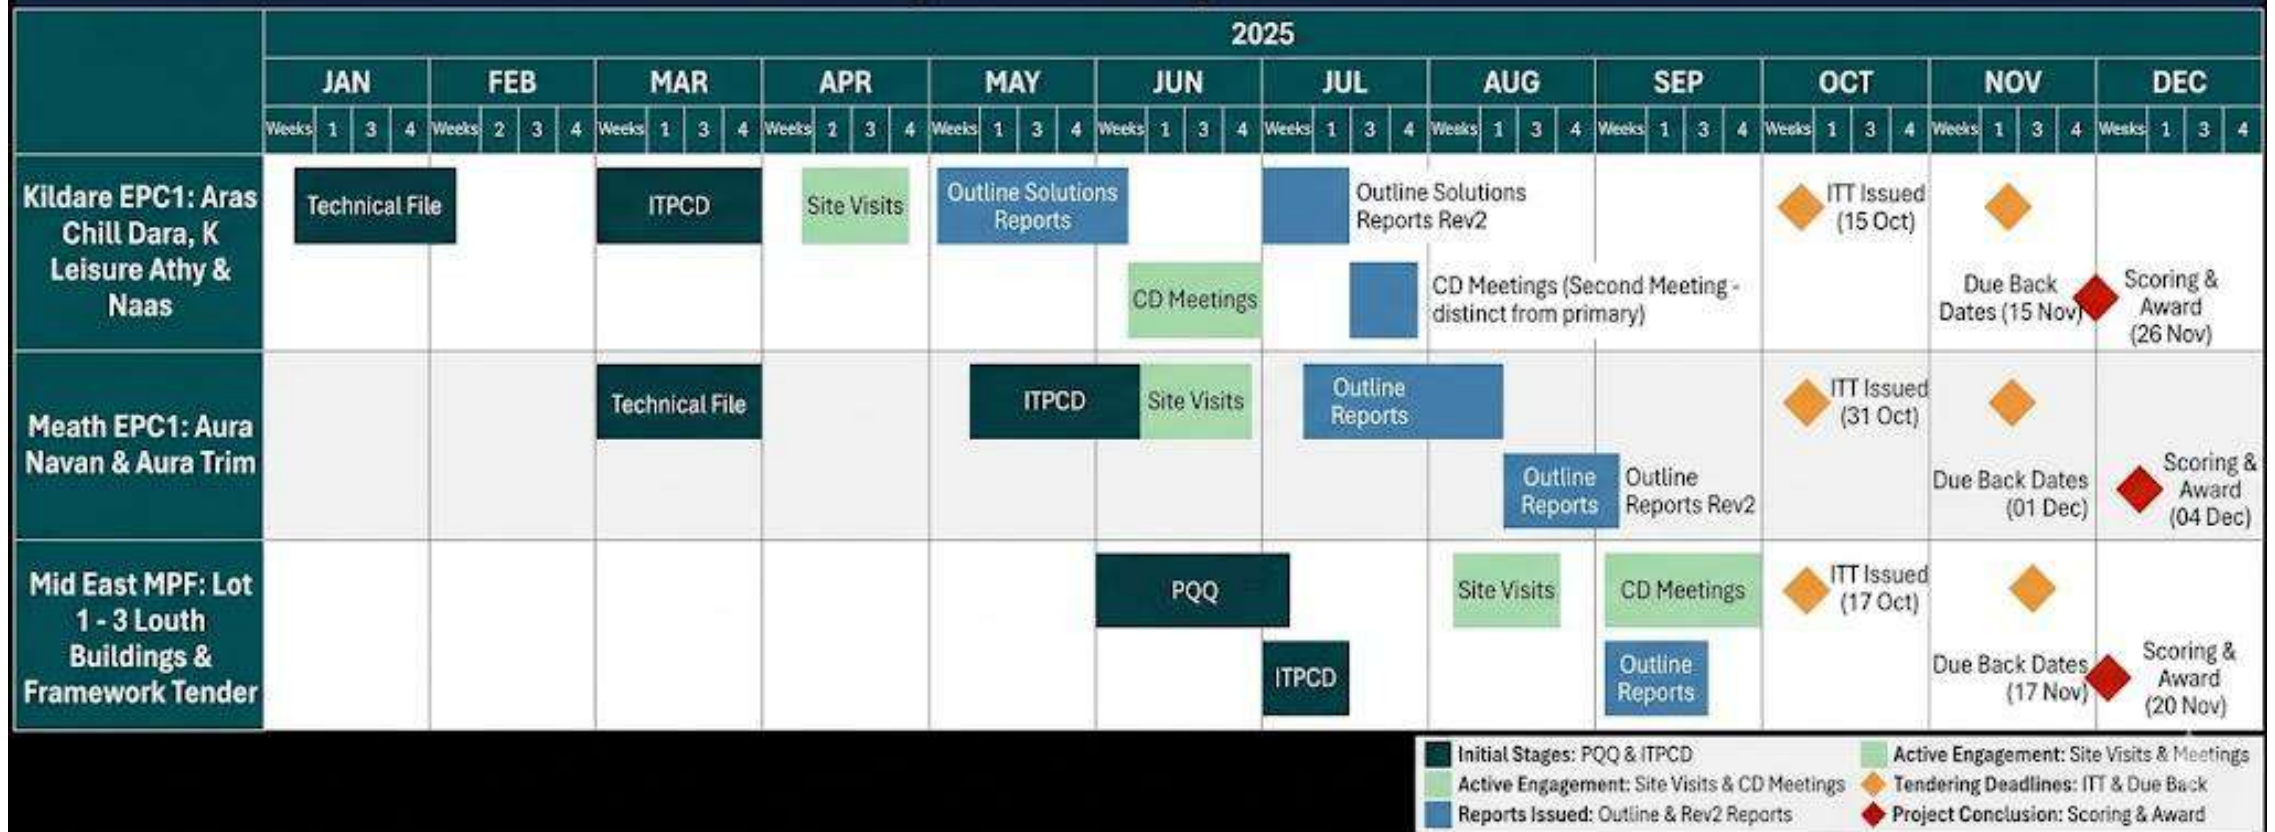 2025
JAN FEB MAR APR MAY JUN JUL AUG SEP OCT NOV DEC
Weeks 1 3 4 Weeks 2 3 4 Weeks 1 3 4 Weeks 2 3 4 Weeks 1 3 4 Weeks 1 3 4 Weeks 1 3 4 Weeks 1 3 4 Weeks 1 3 4 Weeks 1 3 4 Weeks 1 3 4 Weeks 1 3 4
Kildare EPC1: Aras
Chill Dara, K
Leisure Athy &
Naas
Technical File
ITPCD
Site Visits
Outline Solutions
Reports
CD Meetings
Outline Solutions
Reports Rev2
CD Meetings (Second Meeting -
distinct from primary)
ITT Issued
(15 Oct)
Due Back
Dates (15 Nov)
Scoring &
Award
(26 Nov)
Meath EPC1: Aura
Navan & Aura Trim
Technical File
ITPCD
Site Visits
Outline
Reports
Outline
Reports
Outline
Reports Rev2
ITT Issued
(31 Oct)
Due Back Dates
(01 Dec)
Scoring &
Award
(04 Dec)
Mid East MPF: Lot
1 - 3 Louth
Buildings &
Framework Tender
PQQ
ITPCD
Site Visits
CD Meetings
Outline
Reports
ITT Issued
(17 Oct)
Due Back Dates
(17 Nov)
Scoring &
Award
(20 Nov)
Initial Stages: PQQ & ITPCD
Active Engagement: Site Visits & CD Meetings
Reports Issued: Outline & Rev2 Reports
Active Engagement: Site Visits & Meetings
Tendering Deadlines: ITT & Due Back
Project Conclusion: Scoring & Award